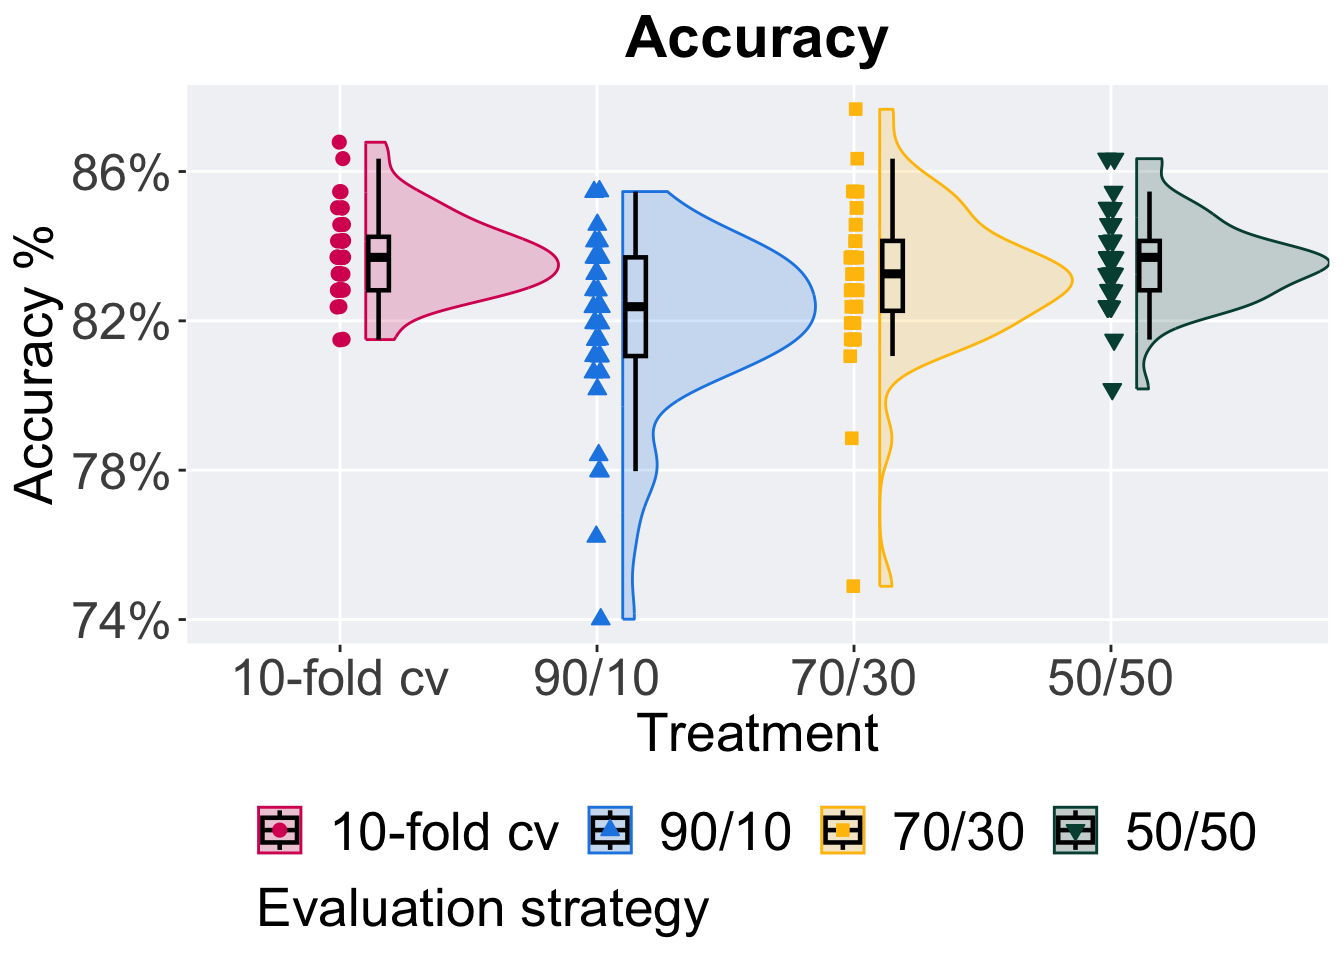 Accuracy
Accuracy %
86%
82%
78%
74%
10-fold cv 90/10 70/30 50/50
Treatment
10-fold cv 90/10 70/30 50/50
Evaluation strategy